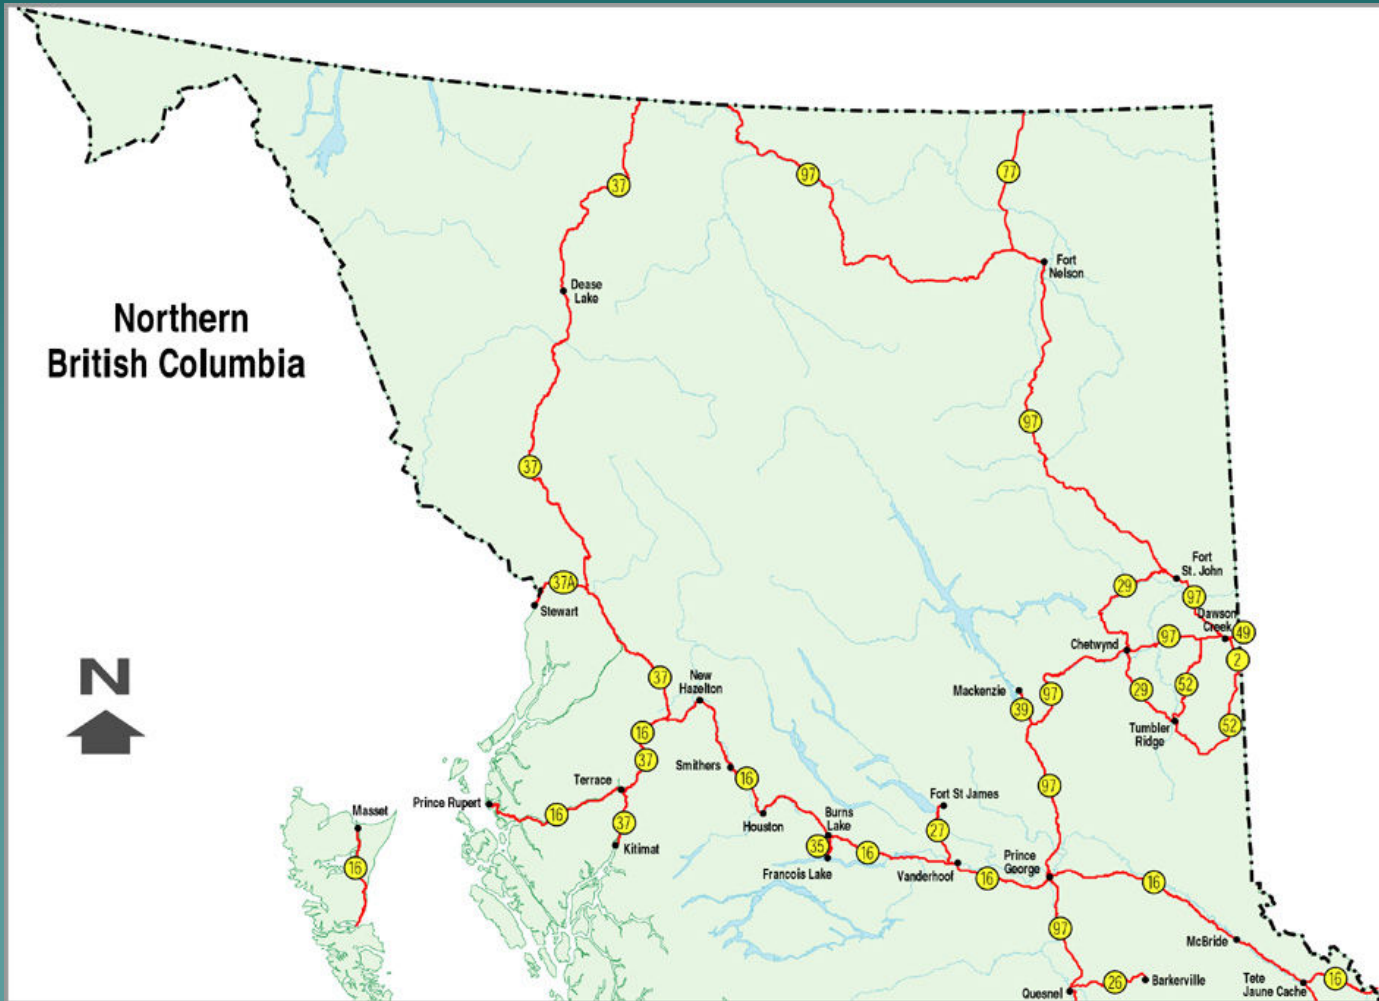 37
97
77
Fort
Nelson
Dease
Lake
Northern
British Columbia
97
37
Fort
St. John
37A
29
97
Stewart
Dawson
Creek
49
97
Chetwynd
2
N
37
New
Hazelton
Mackenzie
39
97
29
52
52
Tumbler
Ridge
16
37
Smithers
16
Terrace
97
Prince Rupert
16
Fort St James
Masset
37
Houston
Burns
Lake
27
Kitimat
35
16
Francois Lake
Vanderhoof
16
Prince
George
16
16
97
McBride
26
Barkerville
Quesnel
Tete
Jaune Cache
16